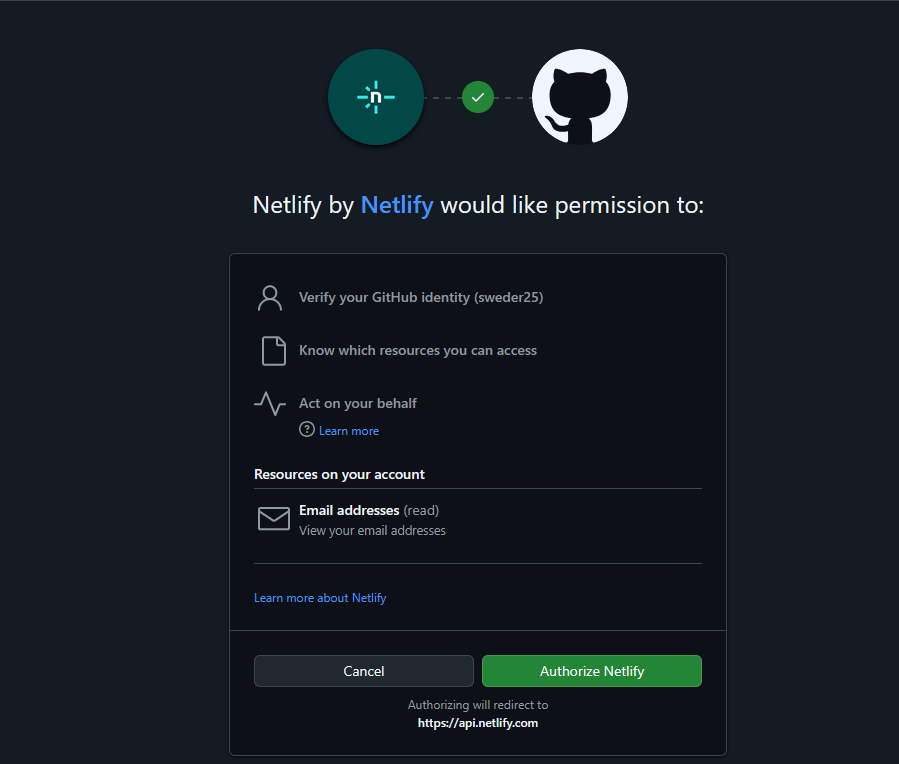 n
Netlify by Netlify would like permission to:
Verify your GitHub identity (sweder25)
Know which resources you can access
Act on your behalf
? Learn more
Resources on your account
Email addresses (read)
View your email addresses
Learn more about Netlify
Cancel
Authorize Netlify
Authorizing will redirect to
https://api.netlify.com